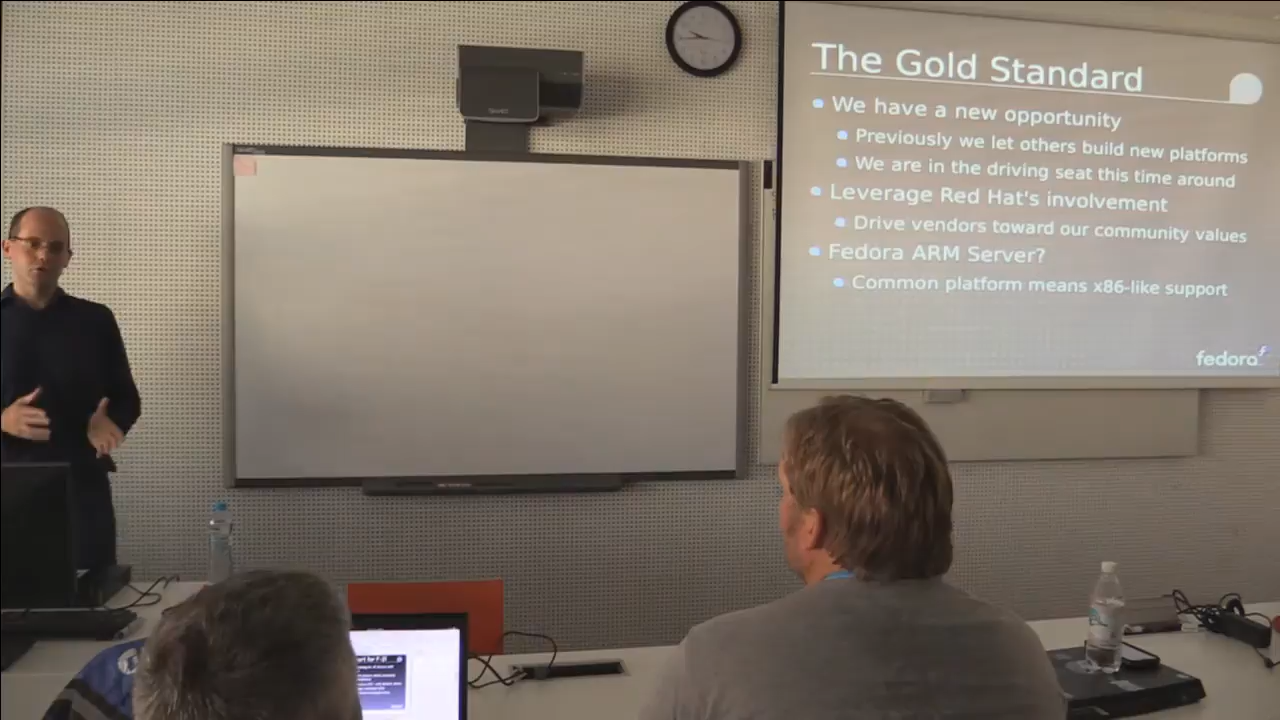 The Gold Standard
We have a new opportunity
Previously we let others build new platforms
We are in the driving seat this time around
Leverage Red Hat's involvement
Drive vendors toward our community values
Fedora ARM Server?
Common platform means x86-like support
fedora